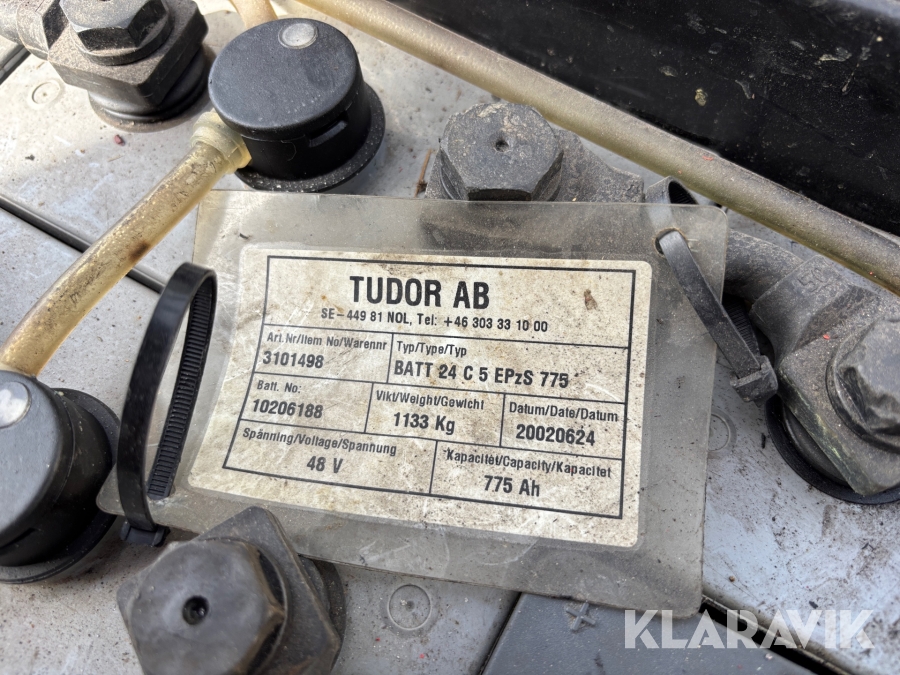 TUDOR AB
SE-449 81 NOL, Tel: +46 303 33 10 00
Art.Nr/Item No/Warennr
3101498
Typ/Type/Typ
BATT 24 C 5 EPzS 775
Batt. No:
10206188
Vikt/Weight/Gewicht
1133 Kg
Datum/Date/Datum
20020624
Spänning/Voltage/Spannung
48 V
Kapacitet/Capacity/Kapacitet
775 Ah
KLARAVIK